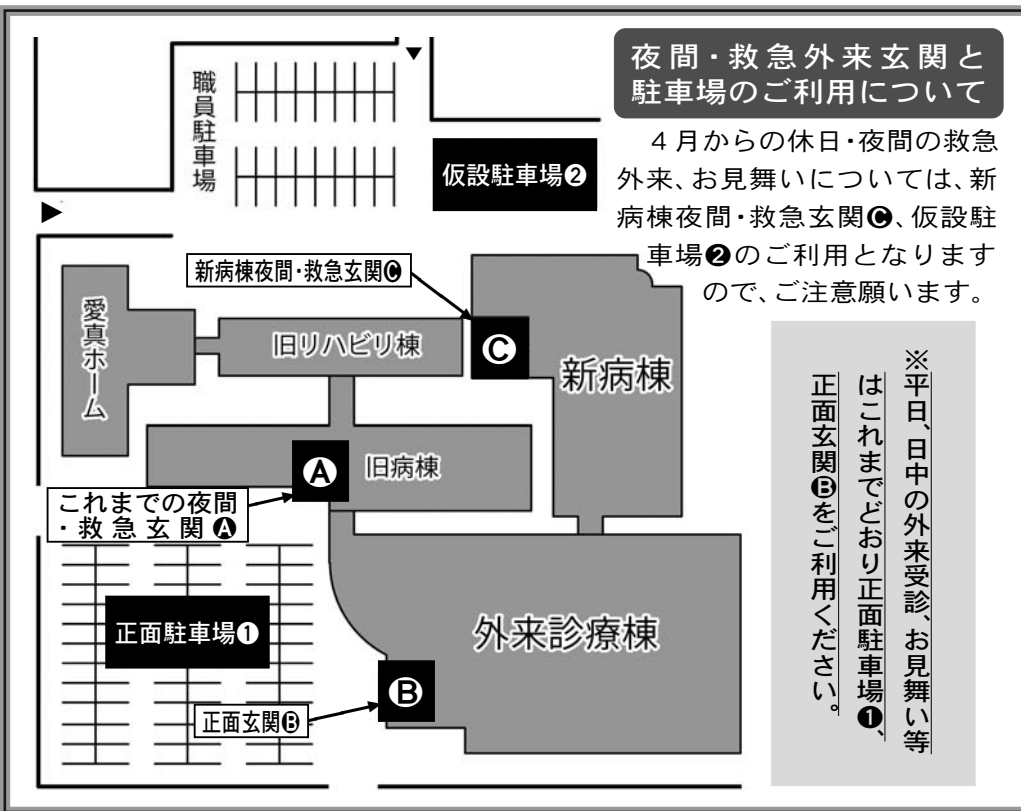 夜間・救急外来玄関と
駐車場のご利用について
4月からの休日・夜間の救急
外来、お見舞いについては、新
病棟夜間・救急玄関🅒、仮設駐
車場❷のご利用となります
ので、ご注意願います。
※平日、日中の外来受診、お見舞い等
はこれまでどおり正面駐車場❶、
正面玄関🅑をご利用ください。
職員駐車場
仮設駐車場❷
新病棟夜間・救急玄関🅒
愛真ホーム
旧リハビリ棟
🅒
新病棟
🅐
旧病棟
これまでの夜間
・救急玄関🅐
正面駐車場❶
外来診療棟
🅑
正面玄関🅑